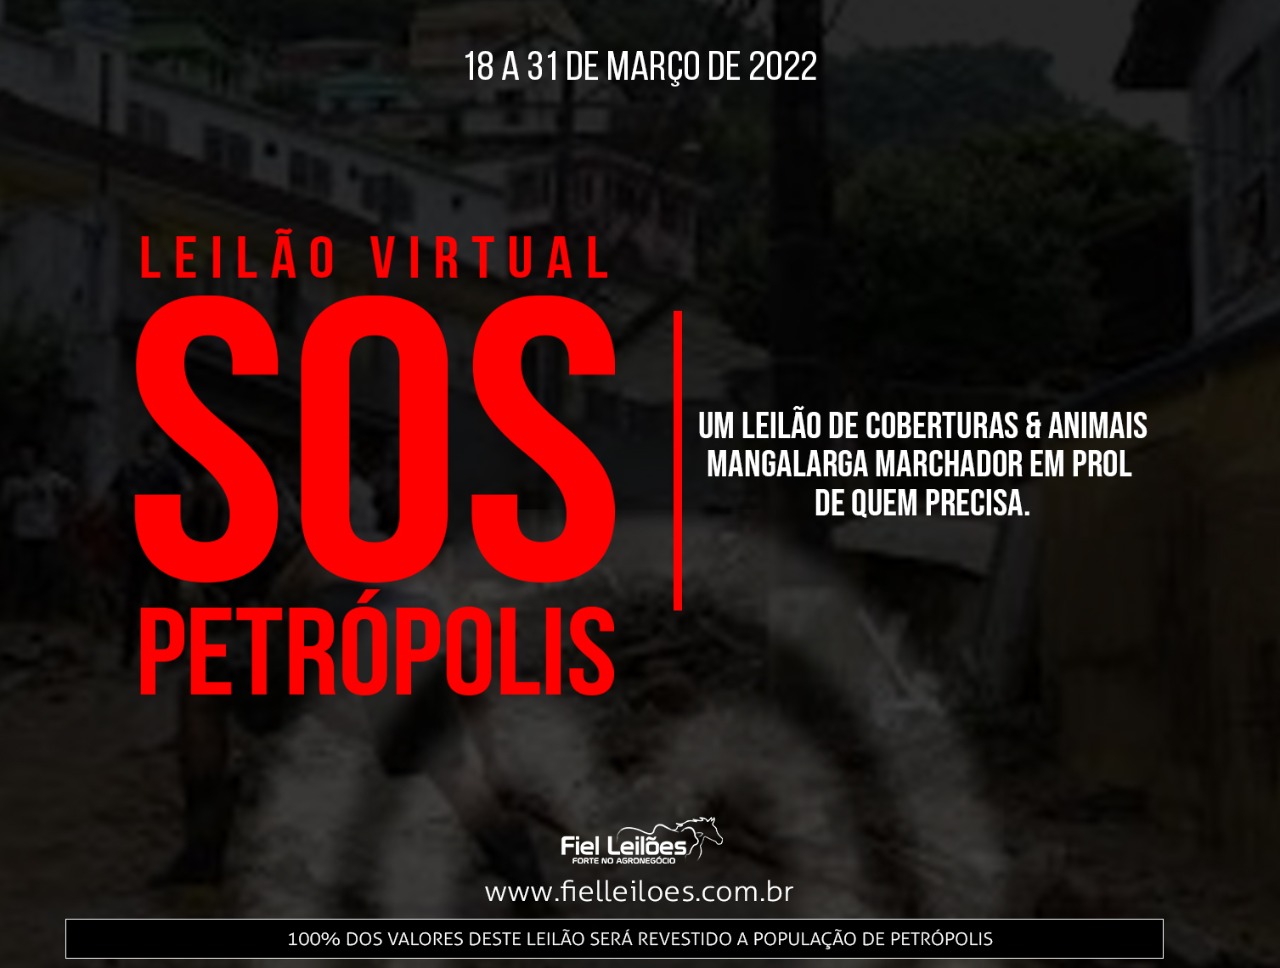 18 A 31 DE MARÇO DE 2022
LEILÃO VIRTUAL
SOS
PETRÓPOLIS
UM LEILÃO DE COBERTURAS & ANIMAIS
MANGALARGA MARCHADOR EM PROL
DE QUEM PRECISA.
Fiel Leilões
FORTE NO AGRONEGÓCIO
www.fielleiloes.com.br
100% DOS VALORES DESTE LEILÃO SERÁ REVESTIDO A POPULAÇÃO DE PETRÓPOLIS